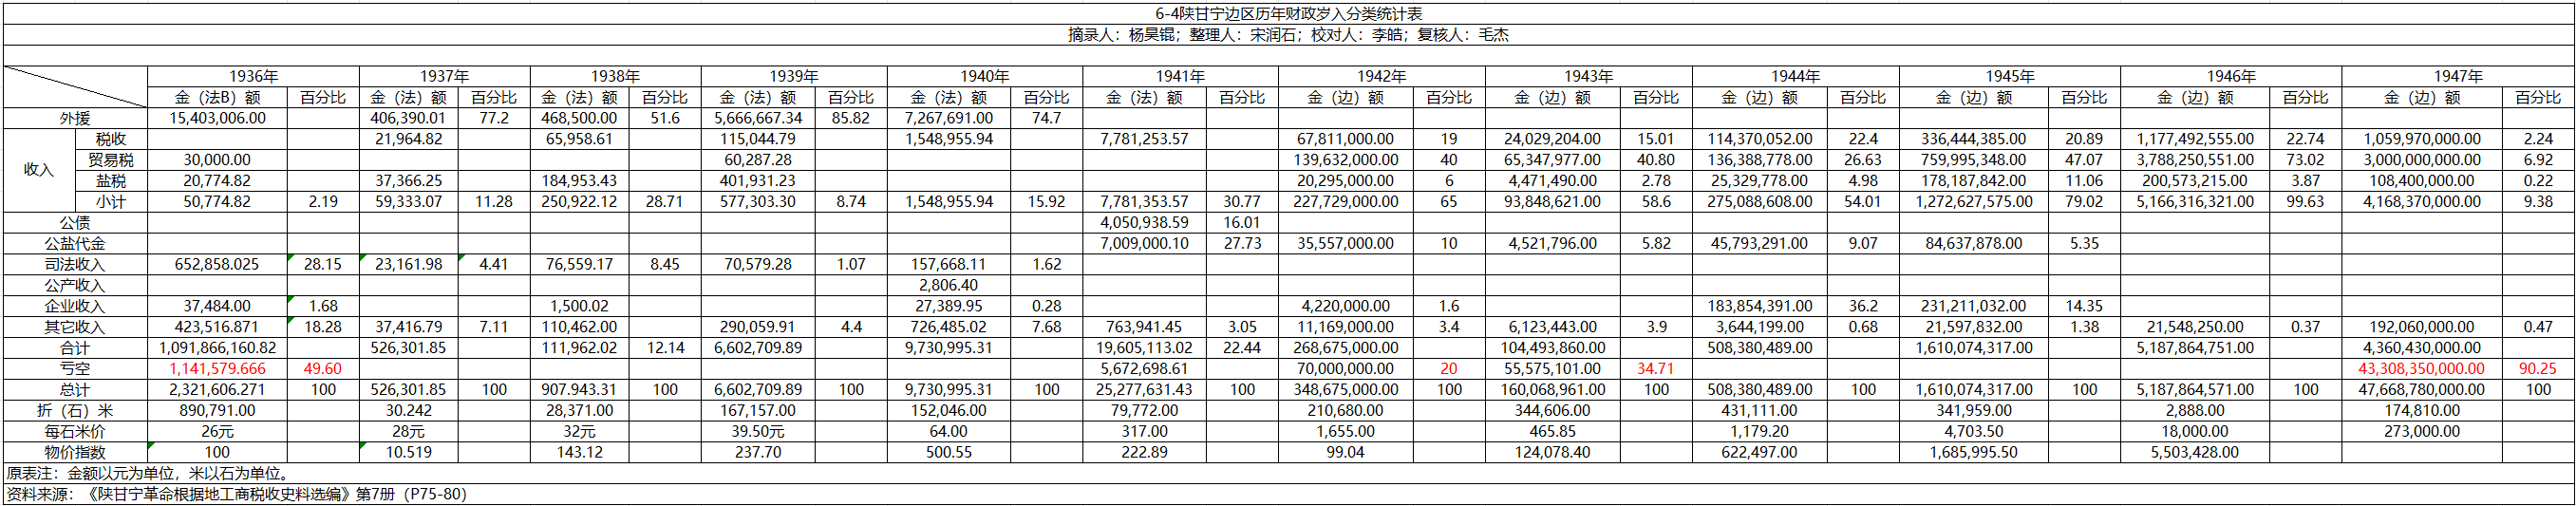 6-4陕甘宁边区历年财政岁入分类统计表
摘录人：杨昊锟；整理人：宋润石；校对人：李皓；复核人：毛杰
1936年 1937年 1938年 1939年 1940年 1941年 1942年 1943年 1944年 1945年 1946年 1947年
金（法B）额 百分比 金（法）额 百分比 金（法）额 百分比 金（法）额 百分比 金（法）额 百分比 金（法）额 百分比 金（边）额 百分比 金（边）额 百分比 金（边）额 百分比 金（边）额 百分比 金（边）额 百分比 金（边）额 百分比
外援 15,403,006.00 406,390.01 77.2 468,500.00 51.6 5,666,667.34 85.82 7,267,691.00 74.7
收入
税收 21,964.82 65,958.61 115,044.79 1,548,955.94 7,781,253.57 67,811,000.00 19 24,029,204.00 15.01 114,370,052.00 22.4 336,444,385.00 20.89 1,177,492,555.00 22.74 1,059,970,000.00 2.24
贸易税 30,000.00 60,287.28 139,632,000.00 40 65,347,977.00 40.80 136,388,778.00 26.63 759,995,348.00 47.07 3,788,250,551.00 73.02 3,000,000,000.00 6.92
盐税 20,774.82 37,366.25 184,953.43 401,931.23 20,295,000.00 6 4,471,490.00 2.78 25,329,778.00 4.98 178,187,842.00 11.06 200,573,215.00 3.87 108,400,000.00 0.22
小计 50,774.82 2.19 59,333.07 11.28 250,922.12 28.71 577,303.30 8.74 1,548,955.94 15.92 7,781,353.57 30.77 227,729,000.00 65 93,848,621.00 58.6 275,088,608.00 54.01 1,272,627,575.00 79.02 5,166,316,321.00 99.63 4,168,370,000.00 9.38
公债 4,050,938.59 16.01
公盐代金 7,009,000.10 27.73 35,557,000.00 10 4,521,796.00 5.82 45,793,291.00 9.07 84,637,878.00 5.35
司法收入 652,858.025 28.15 23,161.98 4.41 76,559.17 8.45 70,579.28 1.07 157,668.11 1.62
公产收入 2,806.40
企业收入 37,484.00 1.68 1,500.02 27,389.95 0.28 4,220,000.00 1.6 183,854,391.00 36.2 231,211,032.00 14.35
其它收入 423,516.871 18.28 37,416.79 7.11 110,462.00 290,059.91 4.4 726,485.02 7.68 763,941.45 3.05 11,169,000.00 3.4 6,123,443.00 3.9 3,644,199.00 0.68 21,597,832.00 1.38 21,548,250.00 0.37 192,060,000.00 0.47
合计 1,091,866,160.82 526,301.85 111,962.02 12.14 6,602,709.89 9,730,995.31 19,605,113.02 22.44 268,675,000.00 104,493,860.00 508,380,489.00 1,610,074,317.00 5,187,864,751.00 4,360,430,000.00
亏空 1,141,579.666 49.60 5,672,698.61 70,000,000.00 20 55,575,101.00 34.71 43,308,350,000.00 90.25
总计 2,321,606.271 100 526,301.85 100 907.943.31 100 6,602,709.89 100 9,730,995.31 100 25,277,631.43 100 348,675,000.00 100 160,068,961.00 100 508,380,489.00 100 1,610,074,317.00 100 5,187,864,571.00 100 47,668,780,000.00 100
折（石）米 890,791.00 30.242 28,371.00 167,157.00 152,046.00 79,772.00 210,680.00 344,606.00 431,111.00 341,959.00 2,888.00 174,810.00
每石米价 26元 28元 32元 39.50元 64.00 317.00 1,655.00 465.85 1,179.20 4,703.50 18,000.00 273,000.00
物价指数 100 10.519 143.12 237.70 500.55 222.89 99.04 124,078.40 622,497.00 1,685,995.50 5,503,428.00
原表注：金额以元为单位，米以石为单位。
资料来源：《陕甘宁革命根据地工商税收史料选编》第7册（P75-80）